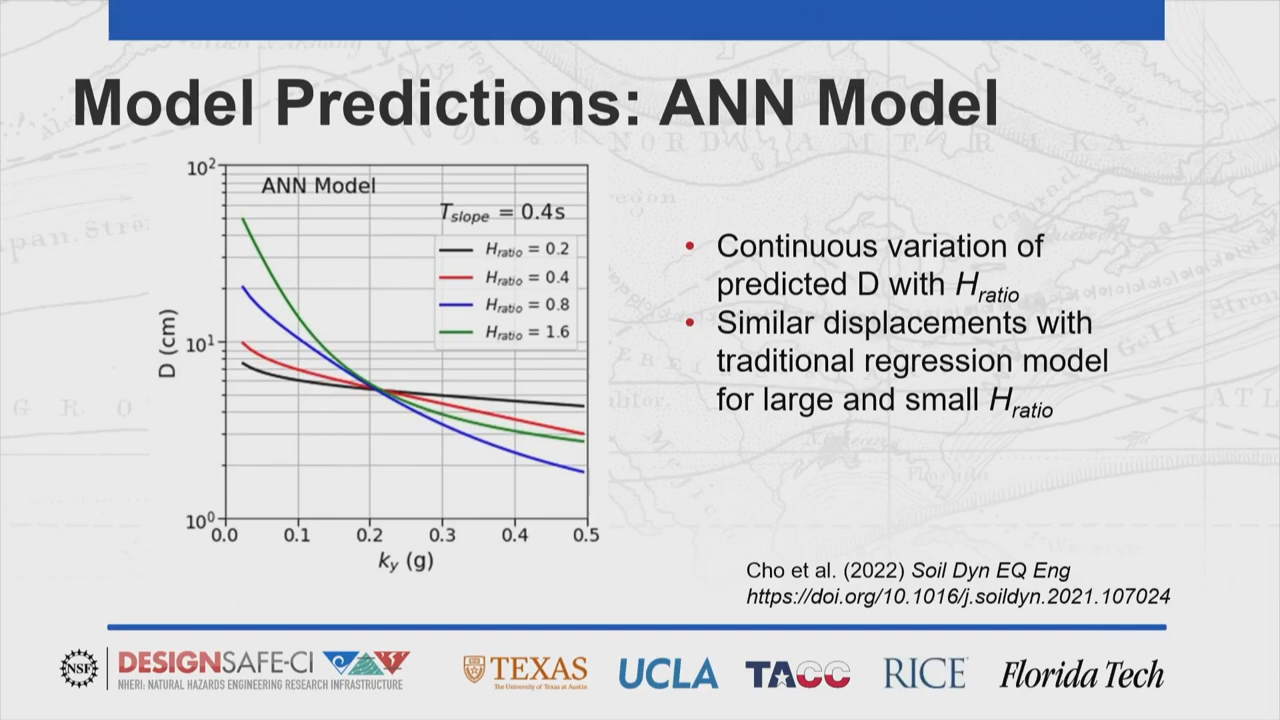 Model Predictions: ANN Model
10²
ANN Model
T_slope = 0.4s
H_ratio = 0.2
H_ratio = 0.4
H_ratio = 0.8
H_ratio = 1.6
D (cm)
10¹
10⁰
0.0 0.1 0.2 0.3 0.4 0.5
k_y (g)
• Continuous variation of
predicted D with H_ratio
• Similar displacements with
traditional regression model
for large and small H_ratio
Cho et al. (2022) Soil Dyn EQ Eng
https://doi.org/10.1016/j.soildyn.2021.107024
NSF
DESIGNSAFE-CI
NHERI: NATURAL HAZARDS ENGINEERING RESEARCH INFRASTRUCTURE
TEXAS
The University of Texas at Austin
UCLA
TACC
RICE
Florida Tech